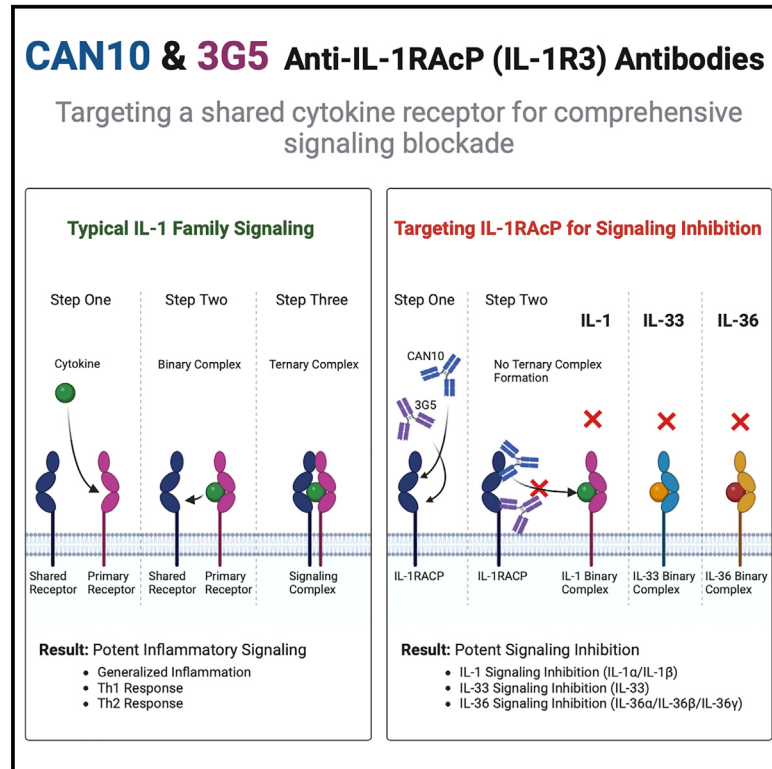 CAN10 & 3G5 Anti-IL-1RAcP (IL-1R3) Antibodies
Targeting a shared cytokine receptor for comprehensive
signaling blockade
Typical IL-1 Family Signaling
Step One
Step Two
Step Three
Cytokine
Binary Complex
Ternary Complex
Shared
Receptor
Primary
Receptor
Shared
Receptor
Primary
Receptor
Signaling
Complex
Result: Potent Inflammatory Signaling
• Generalized Inflammation
• Th1 Response
• Th2 Response
Targeting IL-1RAcP for Signaling Inhibition
Step One
Step Two
IL-1
IL-33
IL-36
CAN10
3G5
No Ternary Complex
Formation
IL-1RACP
IL-1RACP
IL-1 Binary
Complex
IL-33 Binary
Complex
IL-36 Binary
Complex
Result: Potent Signaling Inhibition
• IL-1 Signaling Inhibition (IL-1α/IL-1β)
• IL-33 Signaling Inhibition (IL-33)
• IL-36 Signaling Inhibition (IL-36α/IL-36β/IL-36γ)